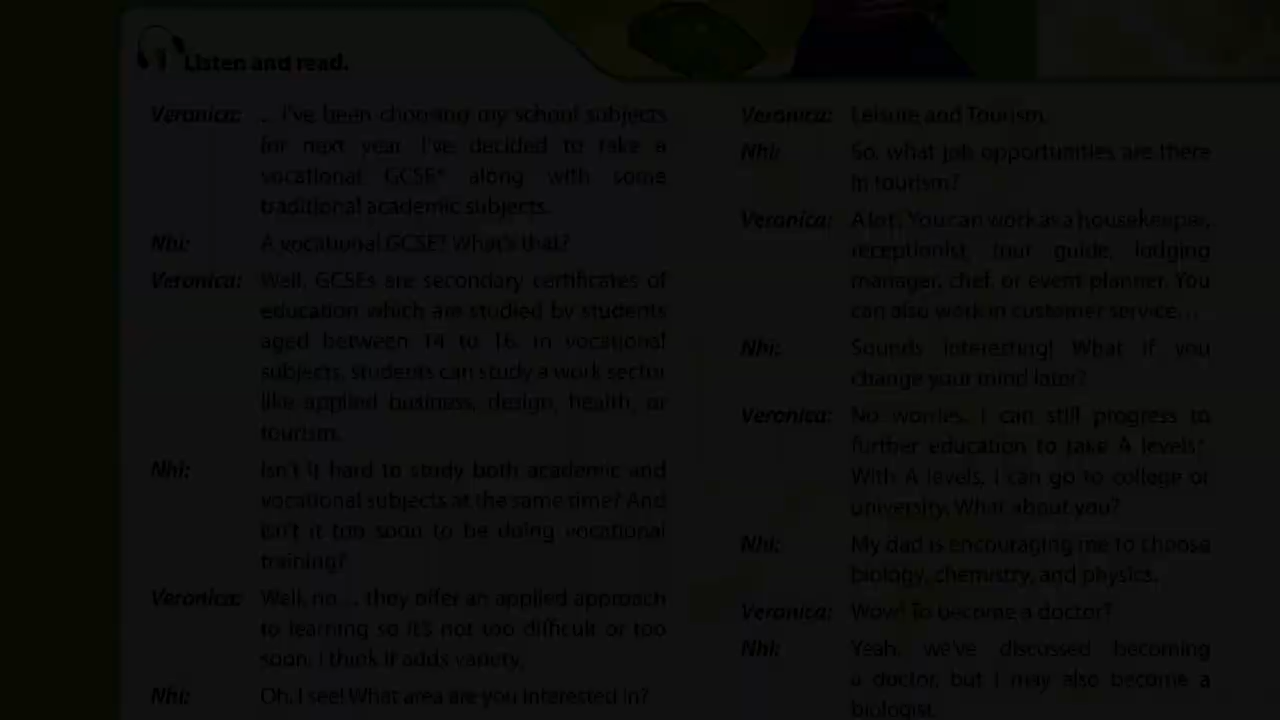 1 Listen and read.
Veronica: ... I've been choosing my school subjects
for next year. I've decided to take a
vocational GCSE* along with some
traditional academic subjects.
Nhi: A vocational GCSE? What's that?
Veronica: Well, GCSEs are secondary certificates of
education which are studied by students
aged between 14 to 16. In vocational
subjects, students can study a work sector
like applied business, design, health, or
tourism.
Nhi: Isn't it hard to study both academic and
vocational subjects at the same time? And
isn't it too soon to be doing vocational
training?
Veronica: Well, no... they offer an applied approach
to learning so it's not too difficult or too
soon. I think it adds variety.
Nhi: Oh, I see! What area are you interested in?
Veronica: Leisure and Tourism.
Nhi: So, what job opportunities are there
in tourism?
Veronica: A lot. You can work as a housekeeper,
receptionist, tour guide, lodging
manager, chef, or event planner. You
can also work in customer service...
Nhi: Sounds interesting! What if you
change your mind later?
Veronica: No worries. I can still progress to
further education to take A levels*.
With A levels, I can go to college or
university. What about you?
Nhi: My dad is encouraging me to choose
biology, chemistry, and physics.
Veronica: Wow! To become a doctor?
Nhi: Yeah, we've discussed becoming
a doctor, but I may also become a
biologist.